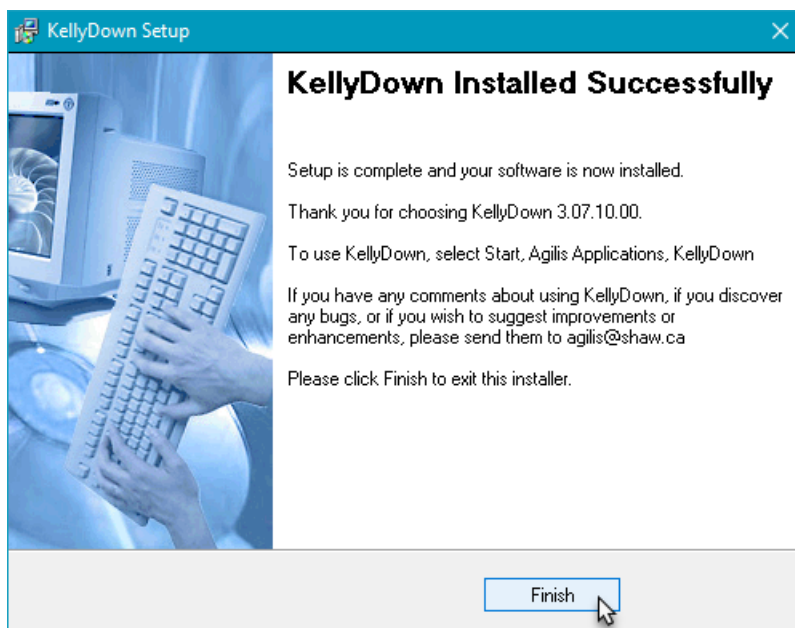 KellyDown Setup
KellyDown Installed Successfully
Setup is complete and your software is now installed.
Thank you for choosing KellyDown 3.07.10.00.
To use KellyDown, select Start, Agilis Applications, KellyDown
If you have any comments about using KellyDown, if you discover
any bugs, or if you wish to suggest improvements or
enhancements, please send them to agilis@shaw.ca
Please click Finish to exit this installer.
Finish